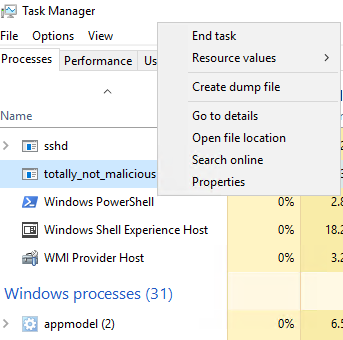 Task Manager
File Options View
Processes Performance Us
End task
Resource values
Create dump file
Go to details
Open file location
Search online
Properties
Name
sshd
totally_not_malicious
Windows PowerShell 0% 2.8
Windows Shell Experience Host 0% 18.2
WMI Provider Host 0% 3.2
Windows processes (31)
appmodel (2) 0% 6.5